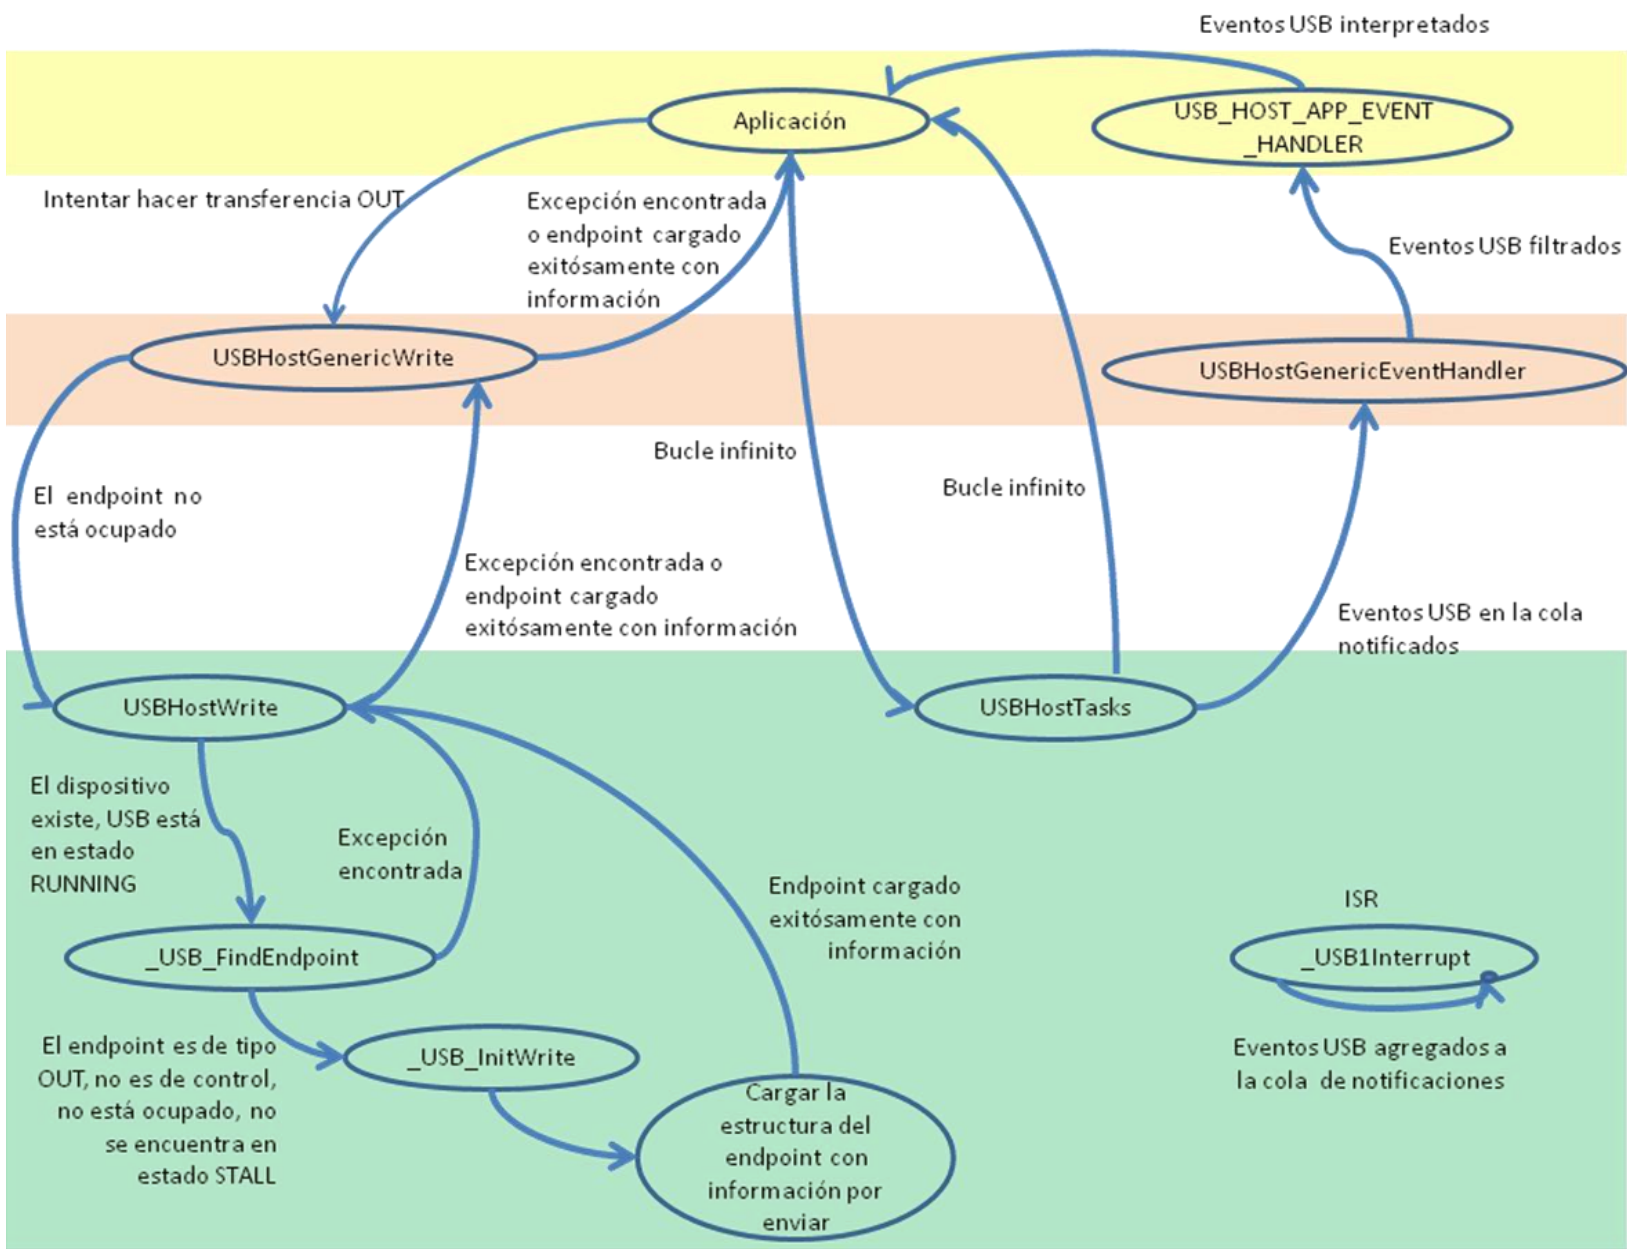 Eventos USB interpretados
Aplicación
USB_HOST_APP_EVENT
_HANDLER
Intentar hacer transferencia OUT
Excepción encontrada
o endpoint cargado
exitósamente con
información
Eventos USB filtrados
USBHostGenericWrite
USBHostGenericEventHandler
Bucle infinito
Bucle infinito
El endpoint no
está ocupado
Excepción encontrada o
endpoint cargado
exitósamente con información
Eventos USB en la cola
notificados
USBHostWrite
USBHostTasks
El dispositivo
existe, USB está
en estado
RUNNING
Excepción
encontrada
Endpoint cargado
exitósamente con
información
ISR
_USB_FindEndpoint
_USB1Interrupt
El endpoint es de tipo
OUT, no es de control,
no está ocupado, no
se encuentra en
estado STALL
_USB_InitWrite
Eventos USB agregados a
la cola de notificaciones
Cargar la
estructura del
endpoint con
información por
enviar